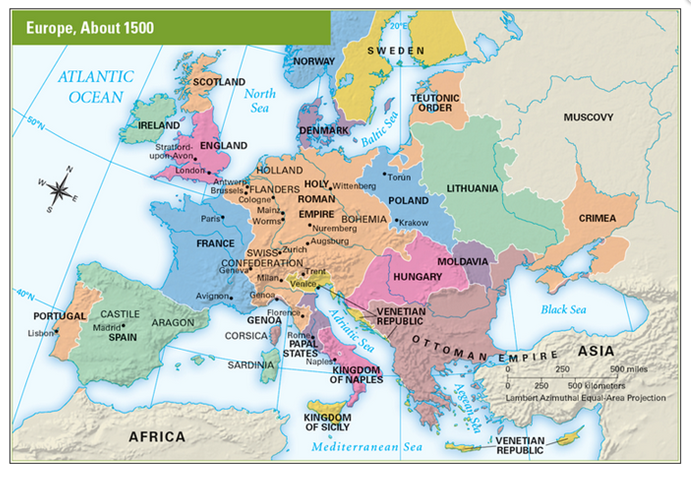 Europe, About 1500
20°E
SWEDEN
NORWAY
ATLANTIC
OCEAN
SCOTLAND
North
Sea
TEUTONIC
ORDER
MUSCOVY
50°N
IRELAND
DENMARK
Baltic Sea
ENGLAND
Stratford-
upon-Avon
London
HOLLAND
Antwerp
Brussels
FLANDERS
Cologne
HOLY
ROMAN
EMPIRE
Wittenberg
Torun
POLAND
LITHUANIA
N
W
E
S
Mainz
Worms
BOHEMIA
Nuremberg
Krakow
CRIMEA
Paris
Augsburg
FRANCE
SWISS
CONFEDERATION
Zurich
Geneva
MOLDAVIA
HUNGARY
Trent
Milan
Venice
40°N
Avignon
Genoa
PORTUGAL
CASTILE
Madrid
SPAIN
ARAGON
Lisbon
Florence
GENOA
CORSICA
VENETIAN
REPUBLIC
Black Sea
Adriatic Sea
Rome
PAPAL
STATES
Naples
SARDINIA
KINGDOM
OF NAPLES
OTTOMAN EMPIRE
ASIA
0 250 500 miles
0 250 500 kilometers
Lambert Azimuthal Equal-Area Projection
Aegean Sea
KINGDOM
OF SICILY
AFRICA
Mediterranean Sea
VENETIAN
REPUBLIC